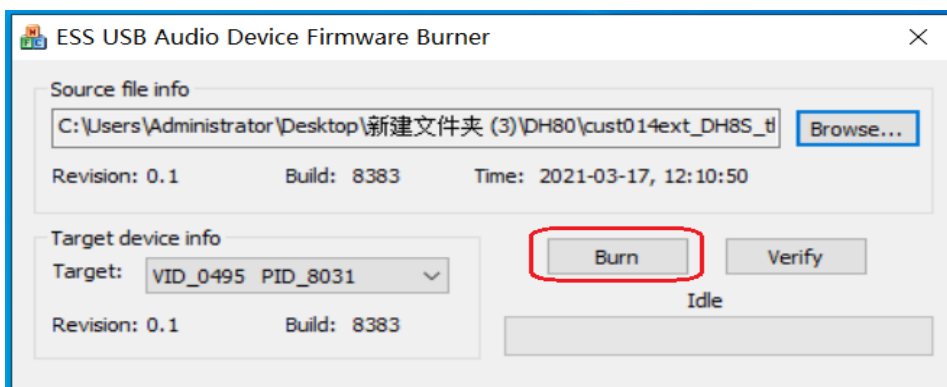 ESS USB Audio Device Firmware Burner
Source file info
C:\Users\Administrator\Desktop\新建文件夹 (3)\DH80\cust014ext_DH8S_tl
Browse...
Revision: 0.1 Build: 8383 Time: 2021-03-17, 12:10:50
Target device info
Target: VID_0495 PID_8031
Burn Verify
Idle
Revision: 0.1 Build: 8383